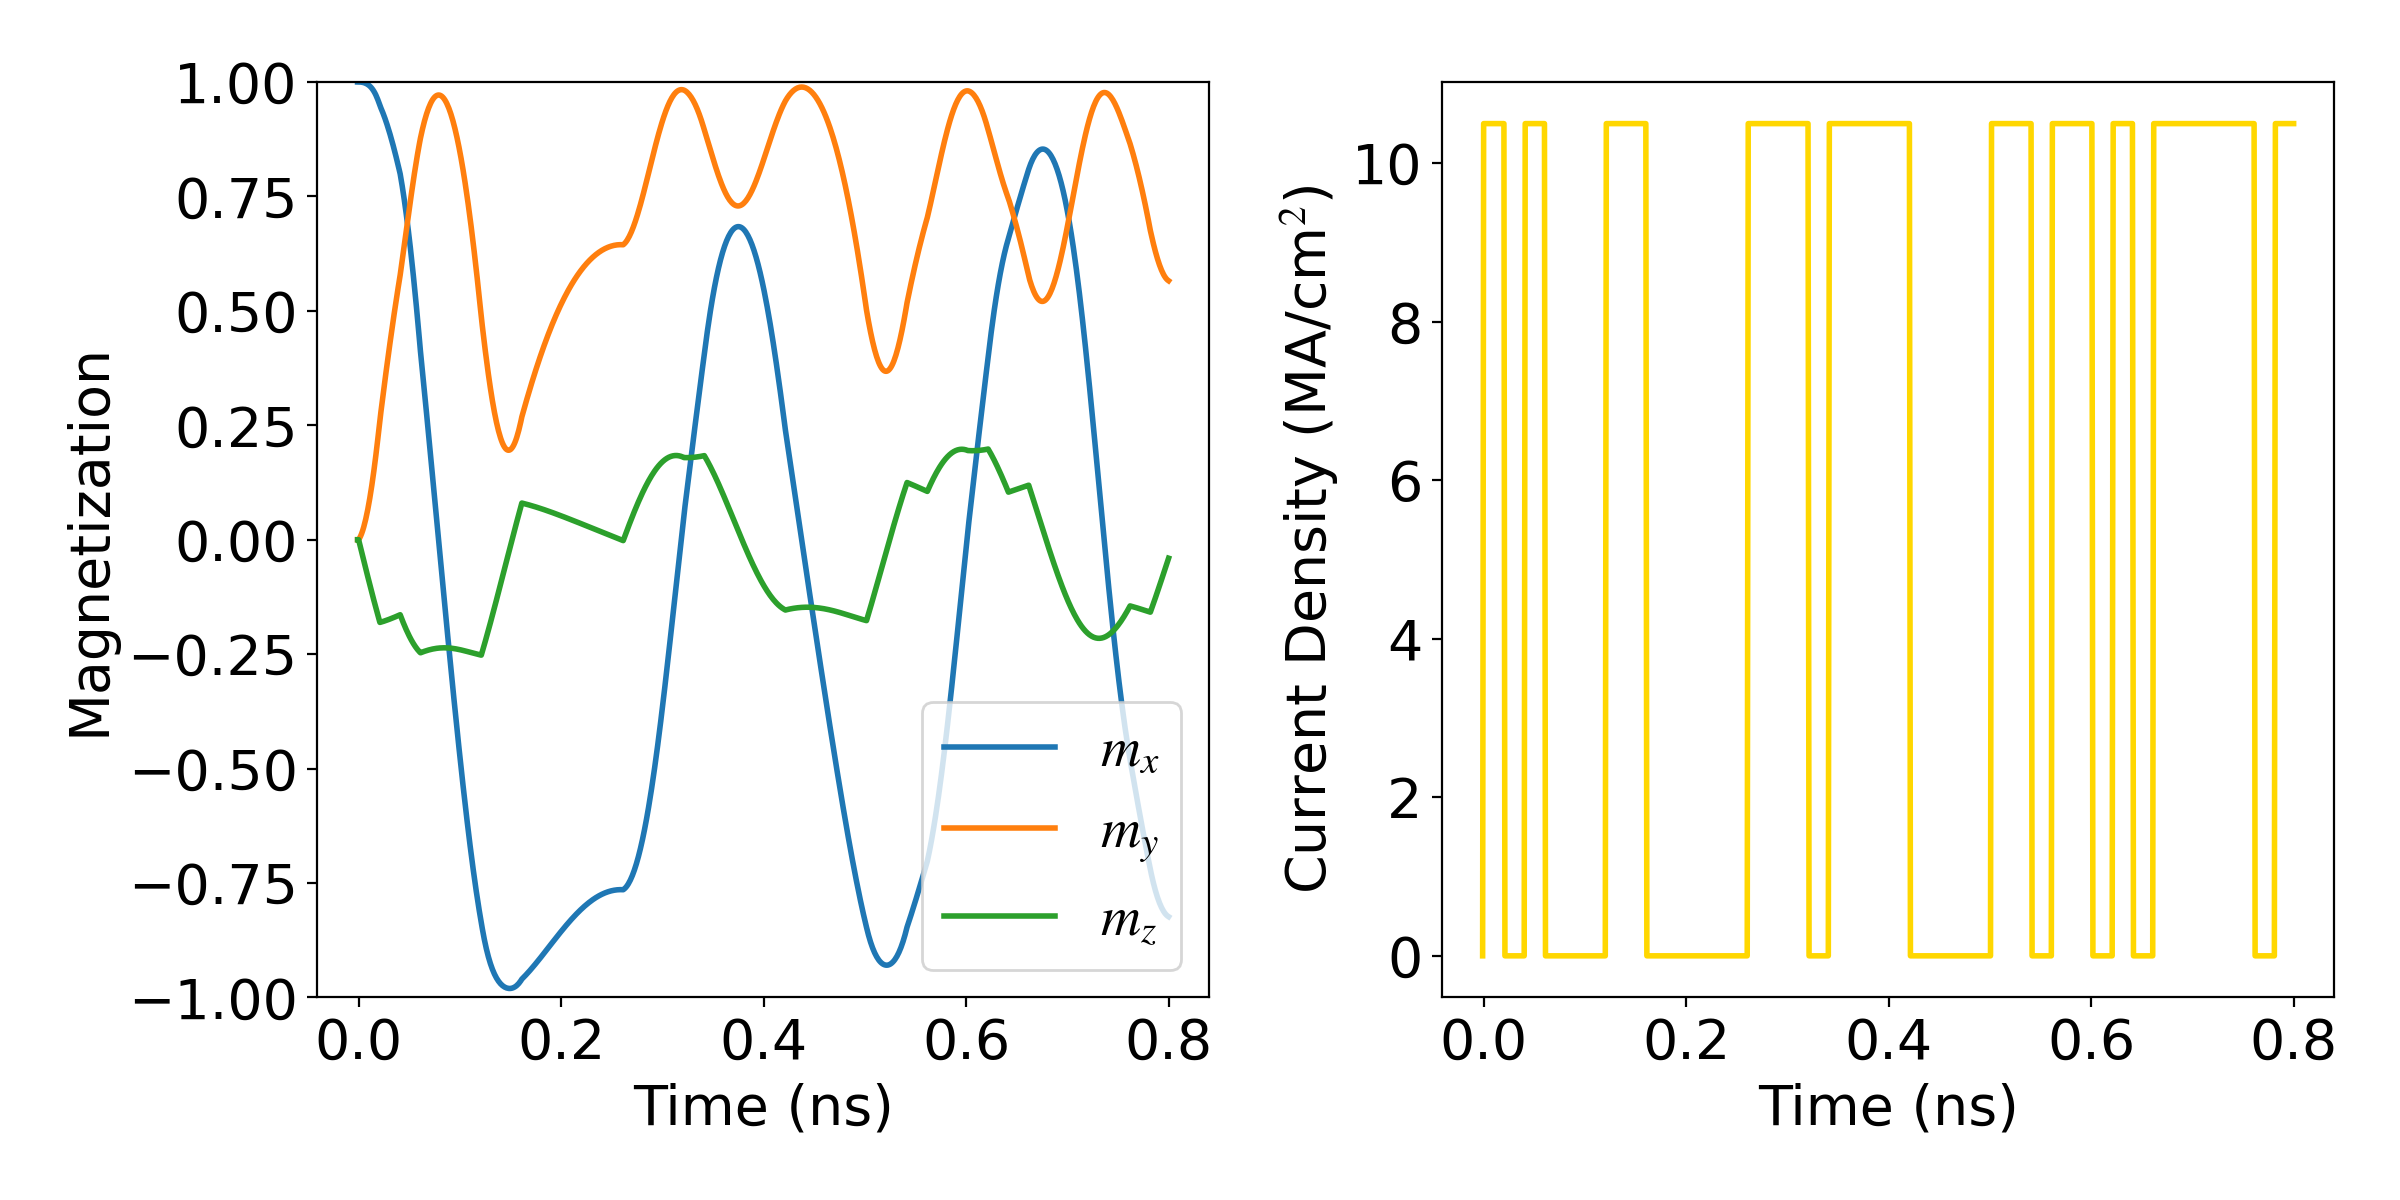 Magnetization
1.00
0.75
0.50
0.25
0.00
−0.25
−0.50
−0.75
−1.00
0.0 0.2 0.4 0.6 0.8
Time (ns)
m_x
m_y
m_z
Current Density (MA/cm²)
10
8
6
4
2
0
0.0 0.2 0.4 0.6 0.8
Time (ns)